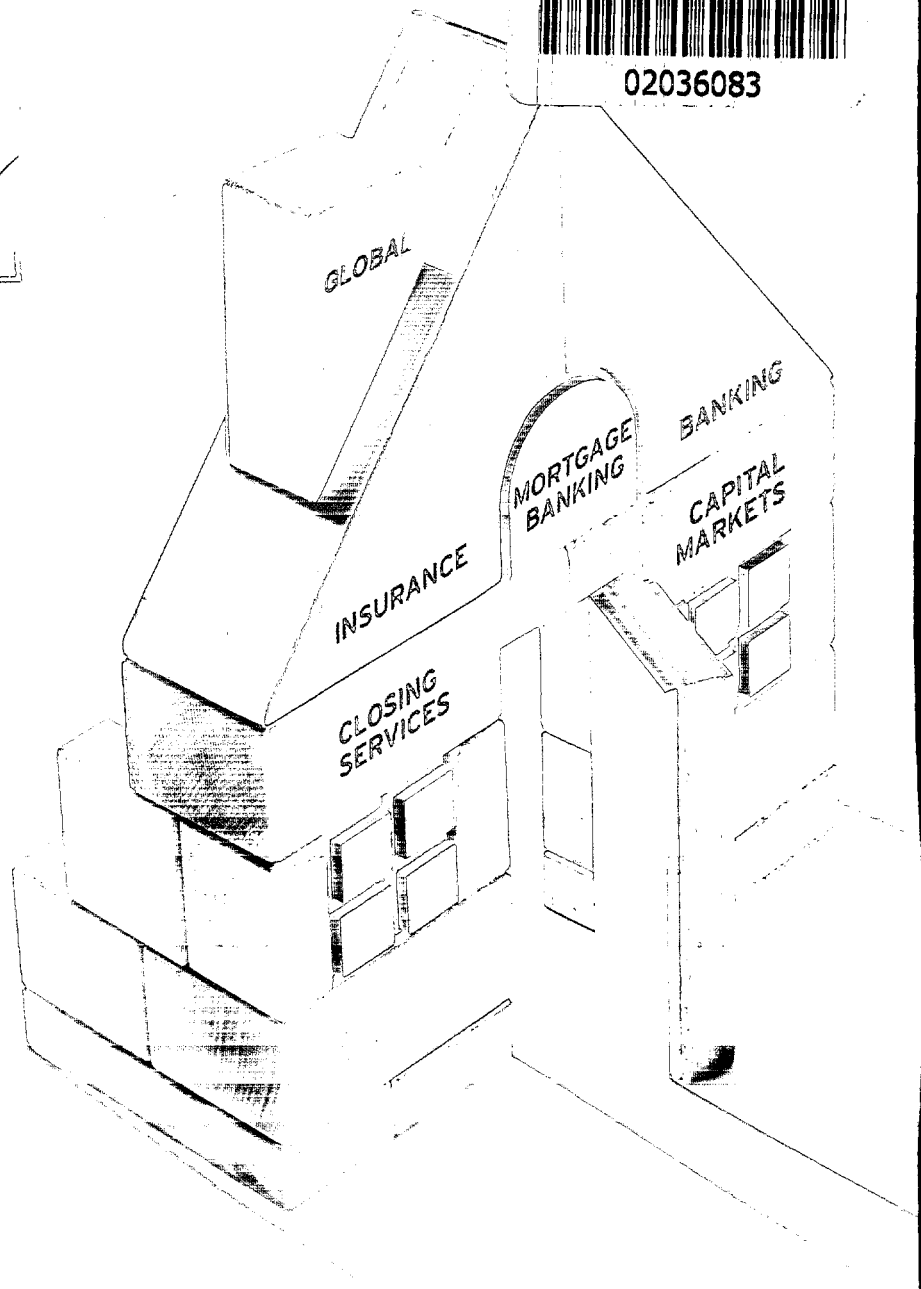 02036083
GLOBAL
BANKING
MORTGAGE
BANKING
CAPITAL
MARKETS
INSURANCE
CLOSING
SERVICES